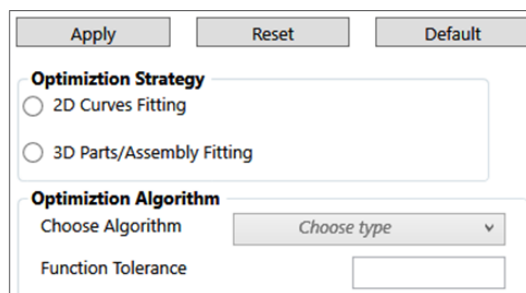 Apply Reset Default
Optimiztion Strategy
2D Curves Fitting
3D Parts/Assembly Fitting
Optimiztion Algorithm
Choose Algorithm Choose type
Function Tolerance